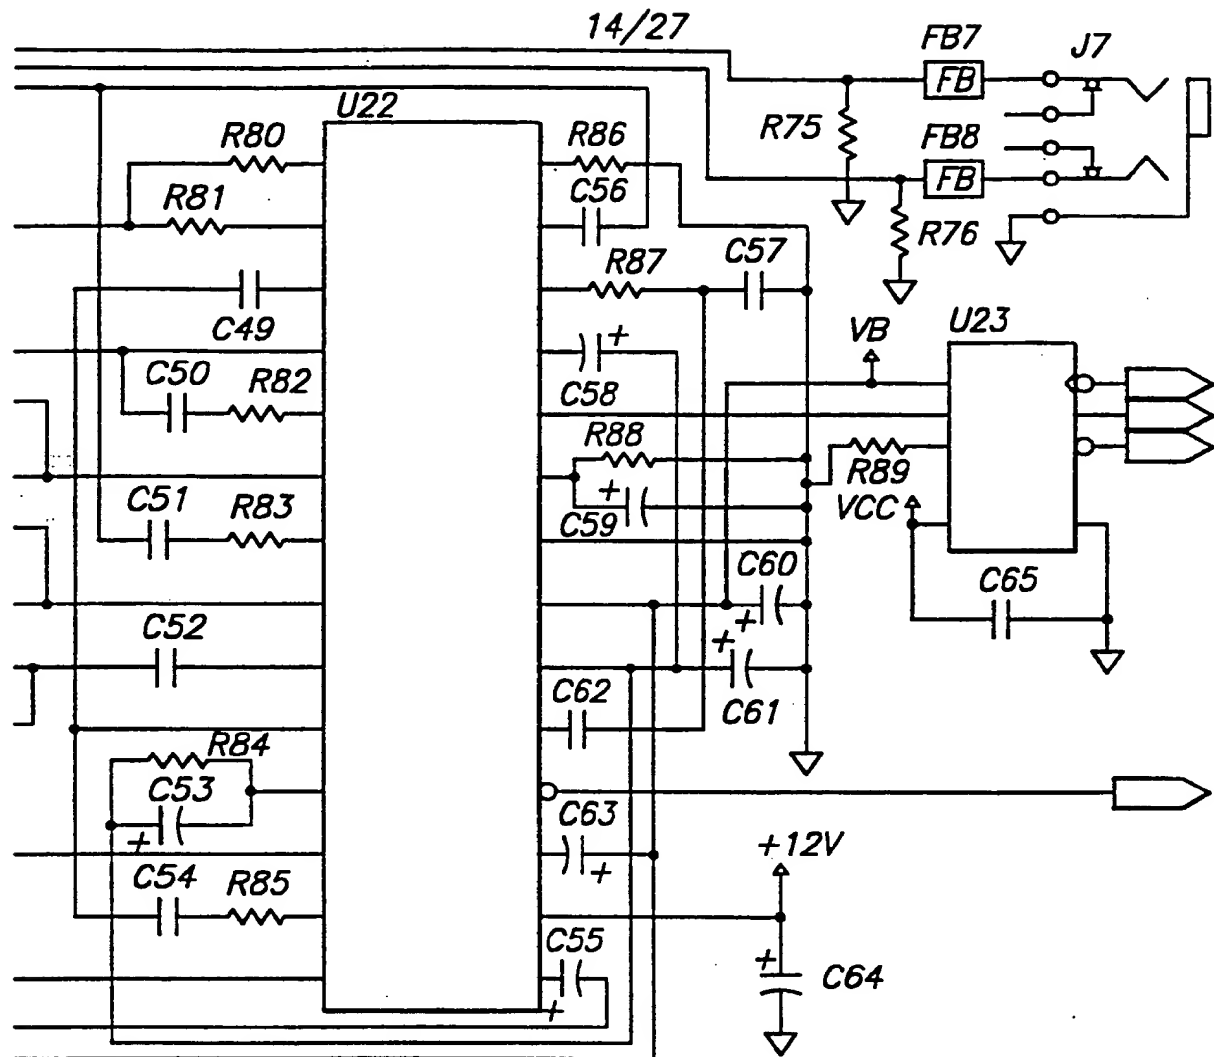 14/27
FB7
J7
FB
U22
R80
R86
R75
FB8
FB
R81
C56
R76
R87
C57
C49
VB
U23
C50
R82
C58
+
R88
R89
C51
R83
+
C59
VCC
C60
C65
+
C52
+
C62
C61
R84
C53
+
C63
+
+12V
C54
R85
C55
+
+
C64